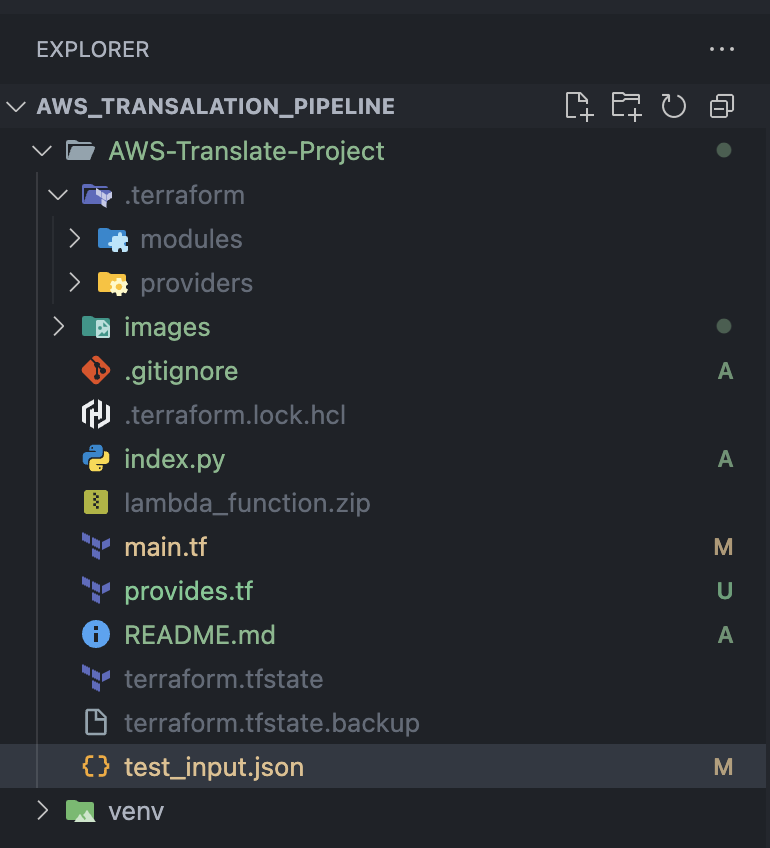 EXPLORER
AWS_TRANSALATION_PIPELINE
AWS-Translate-Project
.terraform
modules
providers
images
.gitignore A
.terraform.lock.hcl
index.py A
lambda_function.zip
main.tf M
provides.tf U
README.md A
terraform.tfstate
terraform.tfstate.backup
test_input.json M
venv